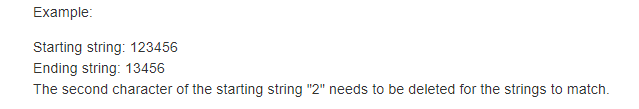 Example:
Starting string: 123456
Ending string: 13456
The second character of the starting string "2" needs to be deleted for the strings to match.